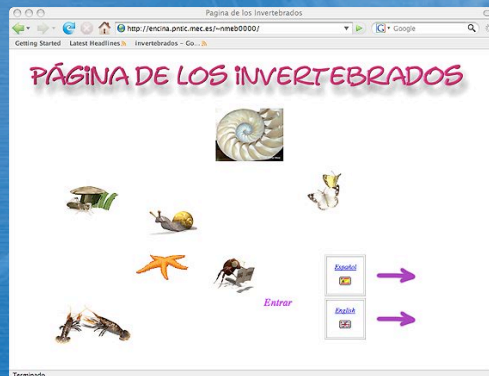 Pagina de los Invertebrados
http://encina.pntic.mec.es/~nmeb0000/
Google
Getting Started Latest Headlines invertebrados - Go...
PÁGINA DE LOS INVERTEBRADOS
Español
Entrar
English
Terminado